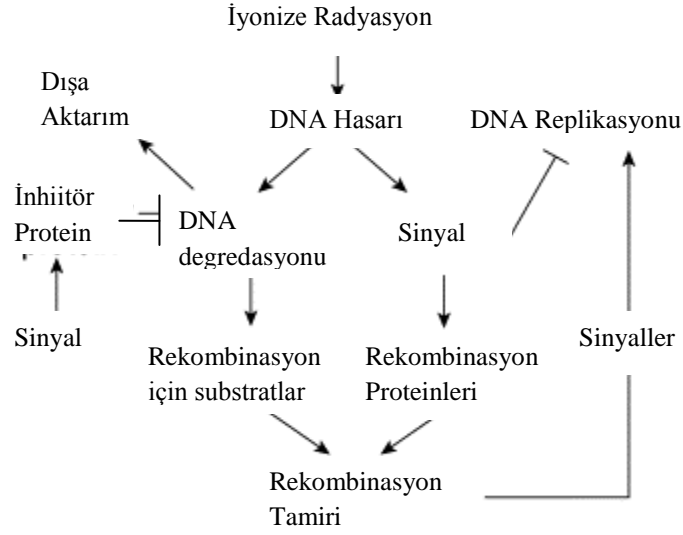 İyonize Radyasyon
Dışa
Aktarım
DNA Hasarı
DNA Replikasyonu
İnhiitör
Protein
DNA
degredasyonu
Sinyal
Sinyal
Rekombinasyon
için substratlar
Rekombinasyon
Proteinleri
Sinyaller
Rekombinasyon
Tamiri